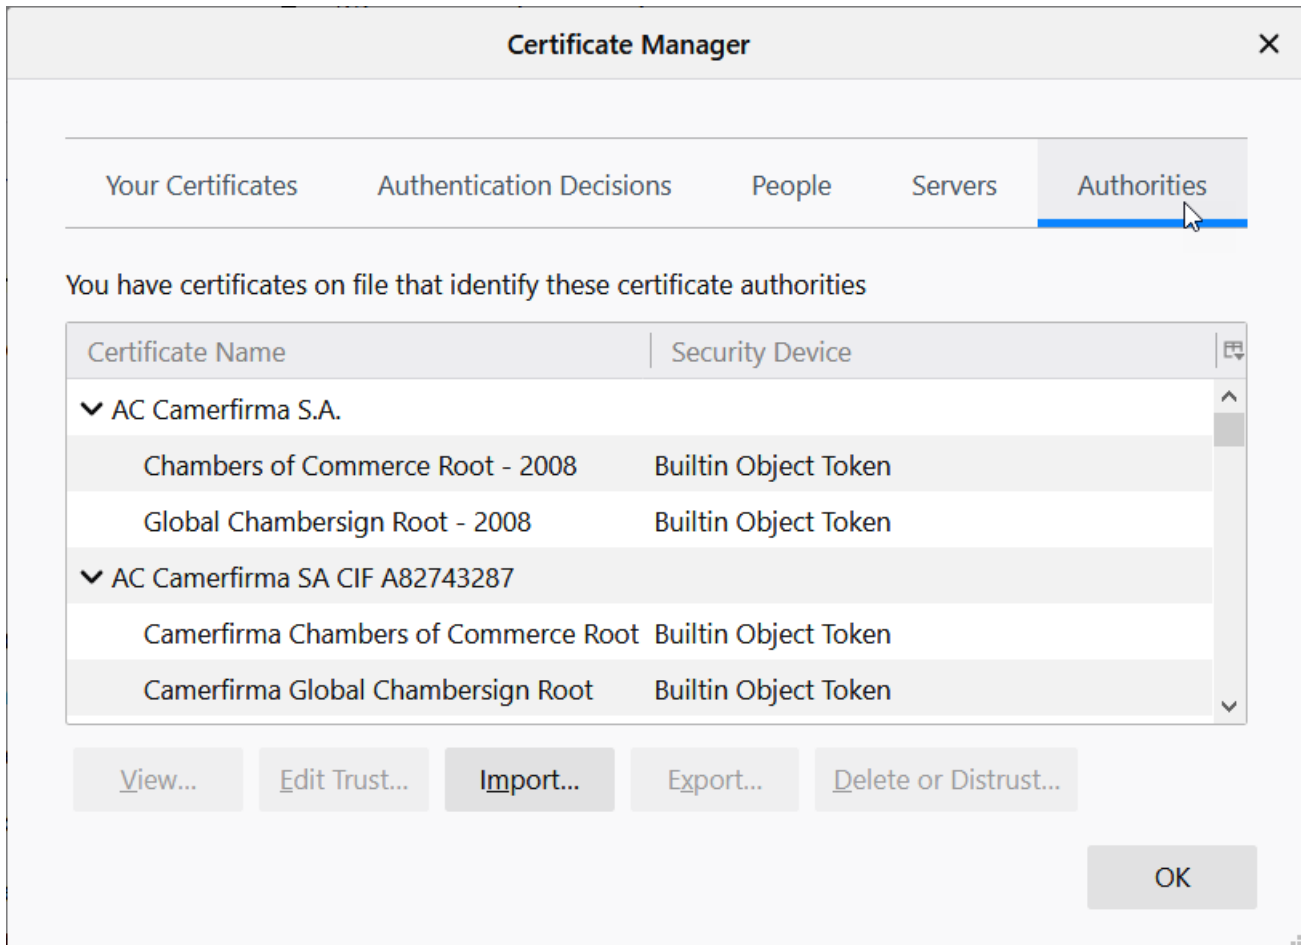 Certificate Manager
Your Certificates Authentication Decisions People Servers Authorities
You have certificates on file that identify these certificate authorities
Certificate Name Security Device
AC Camerfirma S.A.
Chambers of Commerce Root - 2008 Builtin Object Token
Global Chambersign Root - 2008 Builtin Object Token
AC Camerfirma SA CIF A82743287
Camerfirma Chambers of Commerce Root Builtin Object Token
Camerfirma Global Chambersign Root Builtin Object Token
View... Edit Trust... Import... Export... Delete or Distrust...
OK